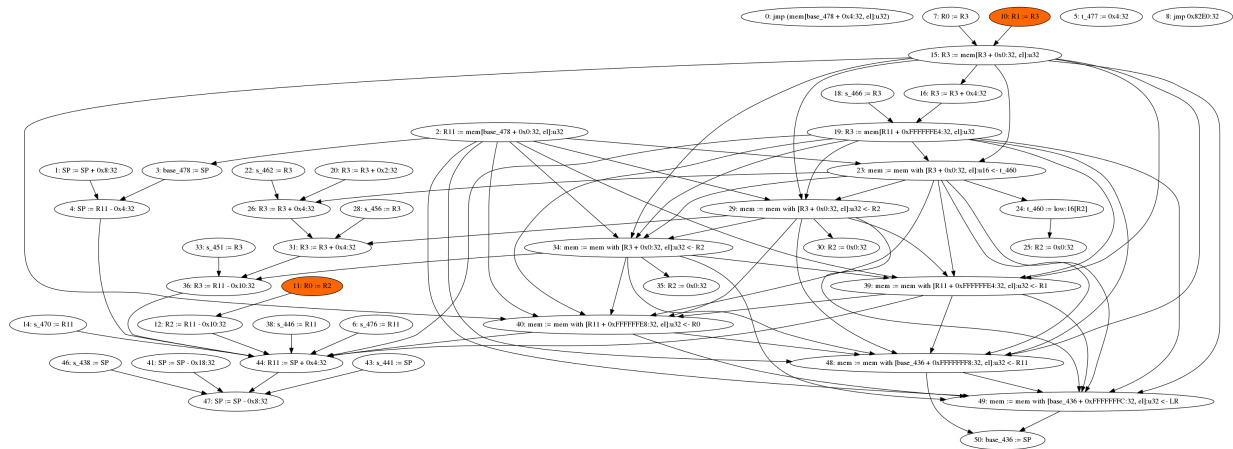 0: jmp (mem[base_478 + 0x4:32, el]:u32)
7: R0 := R3
10: R1 := R3
5: t_477 := 0x4:32
8: jmp 0x82E0:32
15: R3 := mem[R3 + 0x0:32, el]:u32
18: s_466 := R3
16: R3 := R3 + 0x4:32
2: R11 := mem[base_478 + 0x0:32, el]:u32
19: R3 := mem[R11 + 0xFFFFFFE4:32, el]:u32
1: SP := SP + 0x8:32
3: base_478 := SP
22: s_462 := R3
20: R3 := R3 + 0x2:32
23: mem := mem with [R3 + 0x0:32, el]:u16 <- t_460
4: SP := R11 - 0x4:32
26: R3 := R3 + 0x4:32
28: s_456 := R3
29: mem := mem with [R3 + 0x0:32, el]:u32 <- R2
24: t_460 := low:16[R2]
33: s_451 := R3
31: R3 := R3 + 0x4:32
34: mem := mem with [R3 + 0x0:32, el]:u32 <- R2
30: R2 := 0x0:32
25: R2 := 0x0:32
36: R3 := R11 - 0x10:32
11: R0 := R2
35: R2 := 0x0:32
39: mem := mem with [R11 + 0xFFFFFFE4:32, el]:u32 <- R1
14: s_470 := R11
12: R2 := R11 - 0x10:32
38: s_446 := R11
6: s_476 := R11
40: mem := mem with [R11 + 0xFFFFFFE8:32, el]:u32 <- R0
46: s_438 := SP
41: SP := SP - 0x18:32
44: R11 := SP + 0x4:32
43: s_441 := SP
48: mem := mem with [base_436 + 0xFFFFFFF8:32, el]:u32 <- R11
47: SP := SP - 0x8:32
49: mem := mem with [base_436 + 0xFFFFFFFC:32, el]:u32 <- LR
50: base_436 := SP